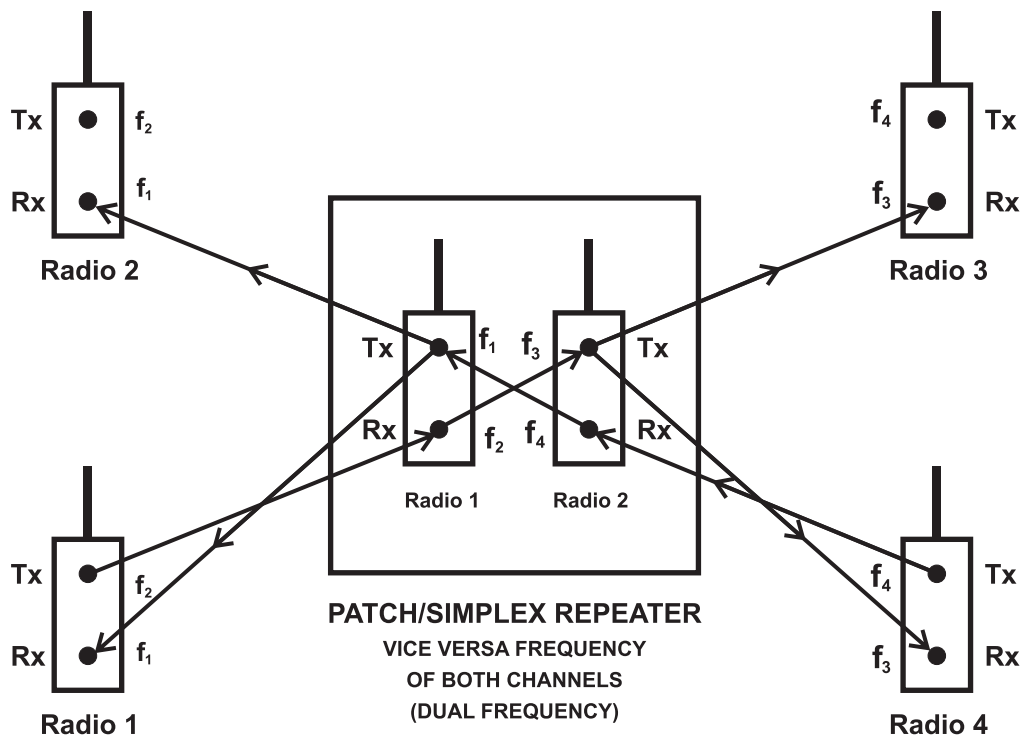 Tx f₂
Rx f₁
Radio 2
f₄ Tx
f₃ Rx
Radio 3
Tx f₁ f₃ Tx
Rx f₂ f₄ Rx
Radio 1 Radio 2
Tx f₂
Rx f₁
Radio 1
f₄ Tx
f₃ Rx
Radio 4
PATCH/SIMPLEX REPEATER
VICE VERSA FREQUENCY
OF BOTH CHANNELS
(DUAL FREQUENCY)